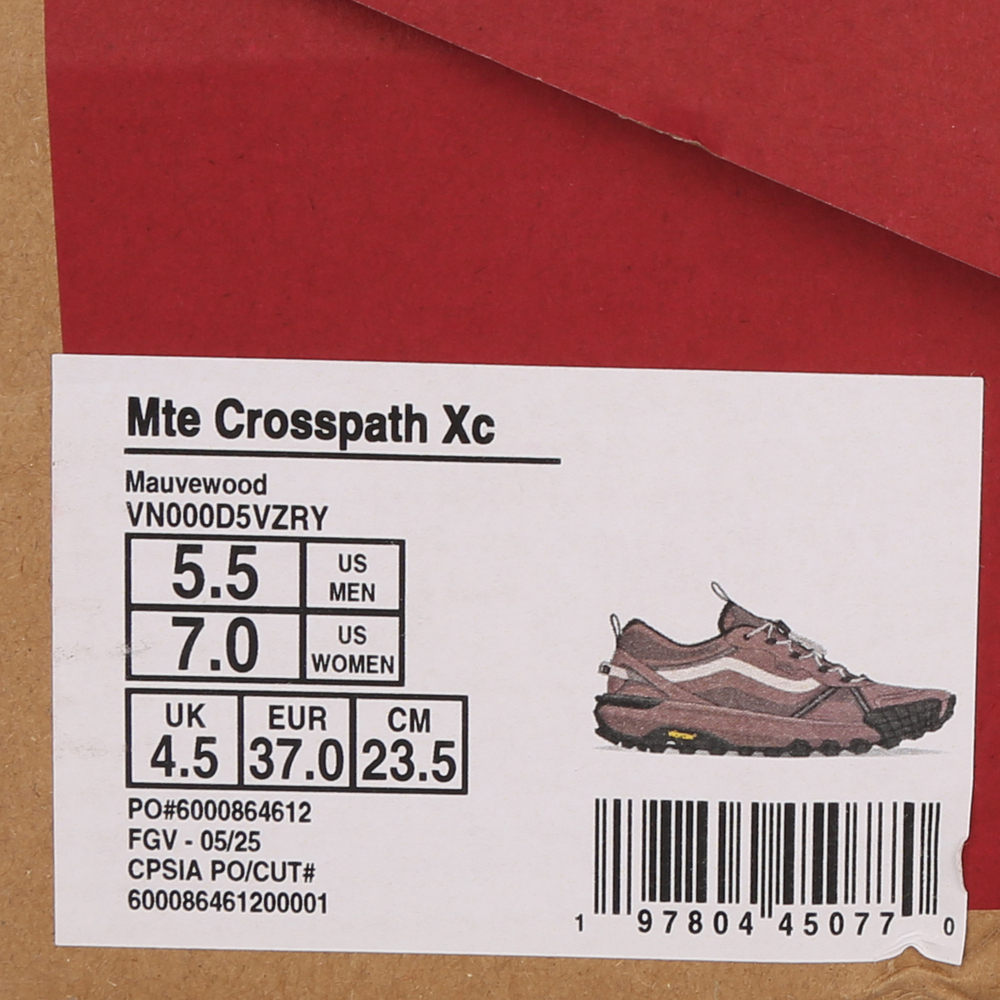 Mte Crosspath Xc
Mauvewood
VN000D5VZRY
5.5 US MEN
7.0 US WOMEN
UK EUR CM
4.5 37.0 23.5
PO#6000864612
FGV - 05/25
CPSIA PO/CUT#
600086461200001
1 97804 45077 0